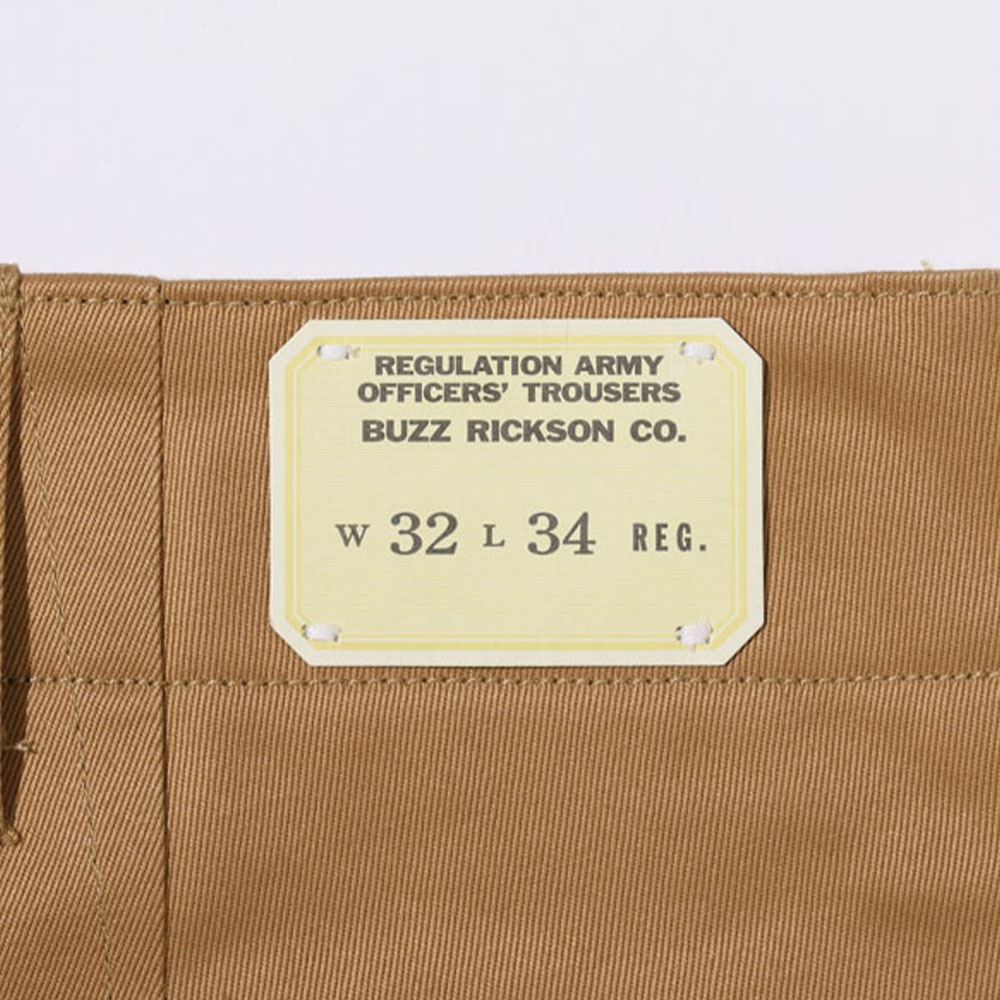 REGULATION ARMY
OFFICERS' TROUSERS
BUZZ RICKSON CO.
W 32 L 34 REG.